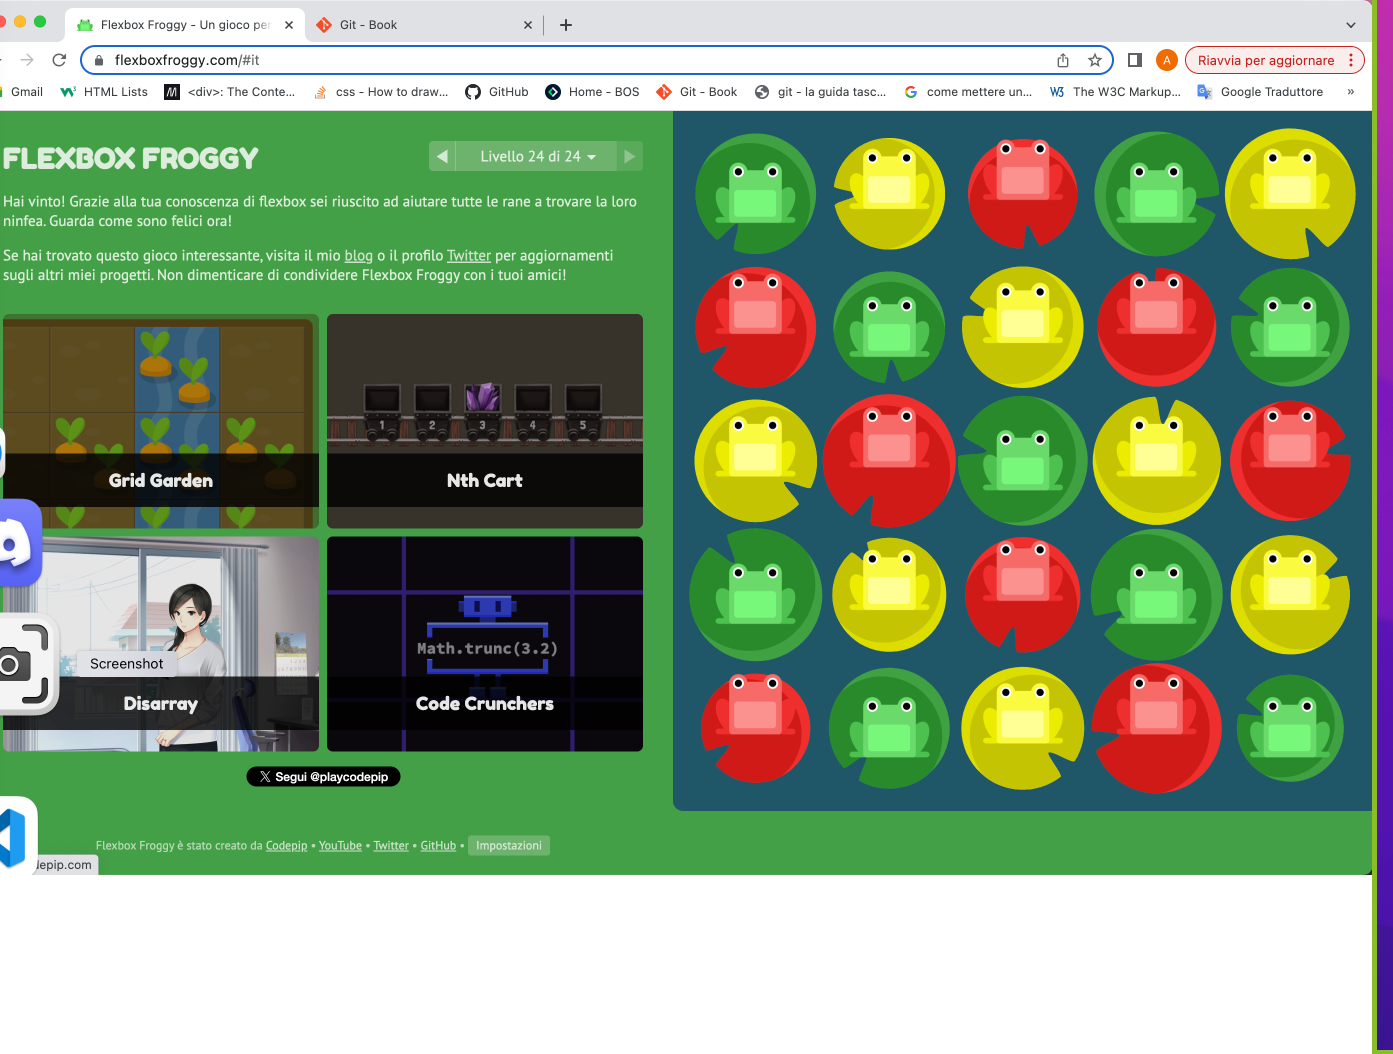 Flexbox Froggy - Un gioco per
Git - Book
flexboxfroggy.com/#it
A
Riavvia per aggiornare
Gmail
HTML Lists
<div>: The Conte...
css - How to draw...
GitHub
Home - BOS
Git - Book
git - la guida tasc...
come mettere un...
The W3C Markup...
Google Traduttore
»
FLEXBOX FROGGY
Livello 24 di 24
Hai vinto! Grazie alla tua conoscenza di flexbox sei riuscito ad aiutare tutte le rane a trovare la loro
ninfea. Guarda come sono felici ora!
Se hai trovato questo gioco interessante, visita il mio blog o il profilo Twitter per aggiornamenti
sugli altri miei progetti. Non dimenticare di condividere Flexbox Froggy con i tuoi amici!
Grid Garden
1 2 3 4 5
Nth Cart
Screenshot
Disarray
Math.trunc(3.2)
Code Crunchers
Segui @playcodepip
Flexbox Froggy è stato creato da Codepip • YouTube • Twitter • GitHub • Impostazioni
depip.com